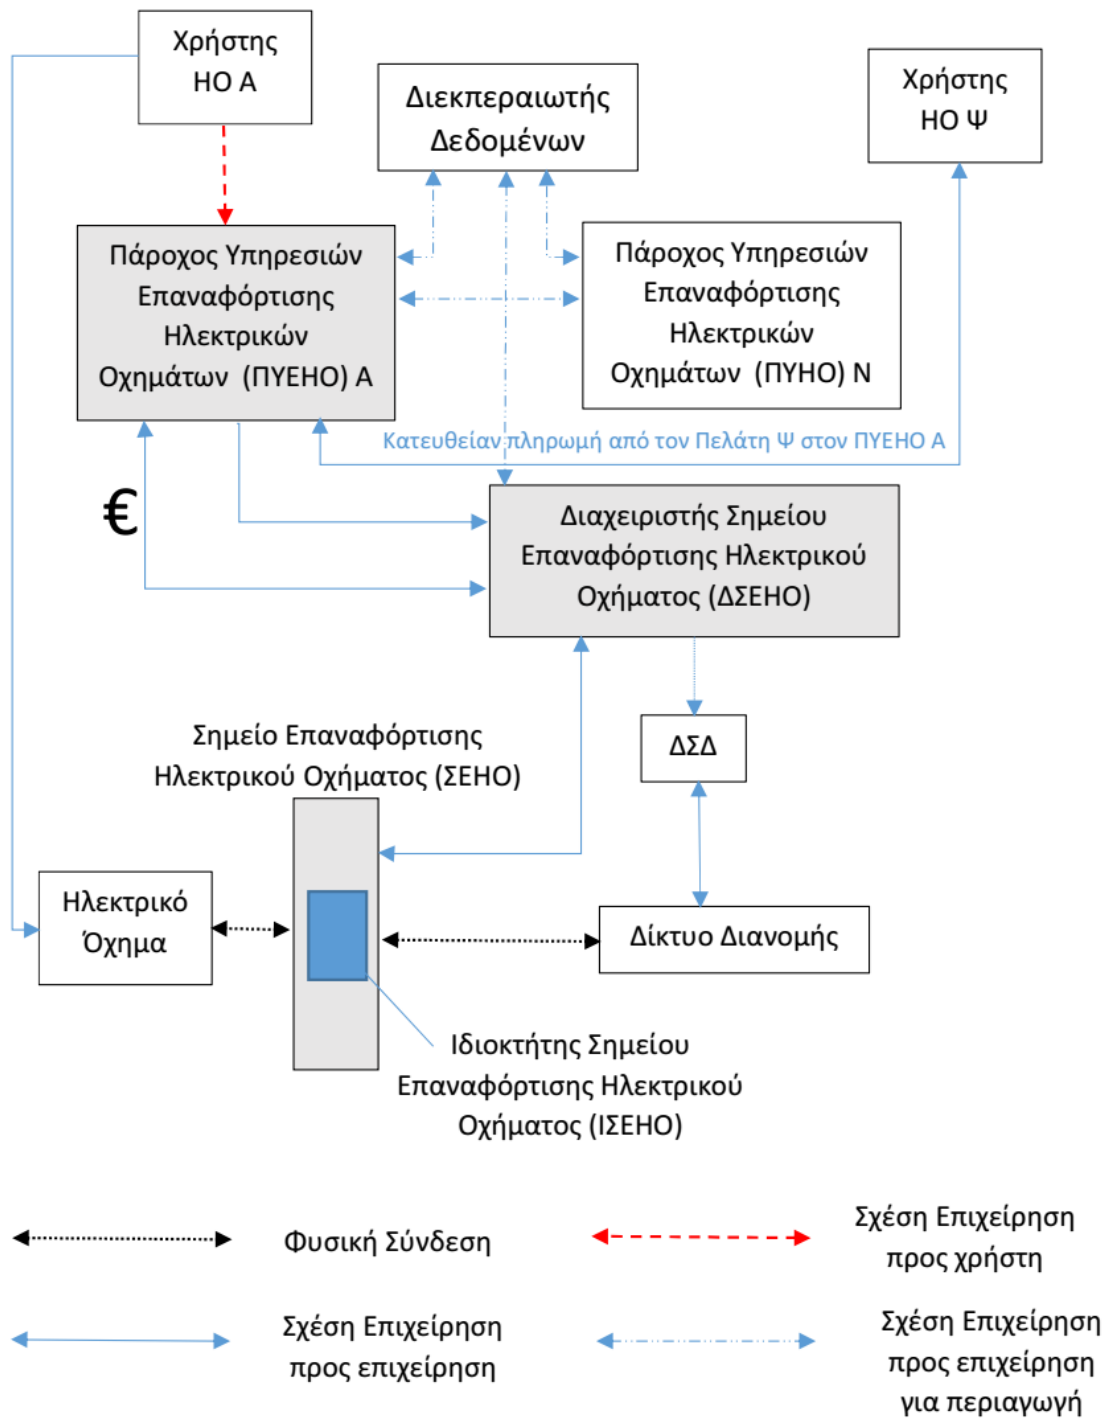 Χρήστης
ΗΟ Α
Διεκπεραιωτής
Δεδομένων
Χρήστης
ΗΟ Ψ
Πάροχος Υπηρεσιών
Επαναφόρτισης
Ηλεκτρικών
Οχημάτων (ΠΥΕΗΟ) Α
Πάροχος Υπηρεσιών
Επαναφόρτισης
Ηλεκτρικών
Οχημάτων (ΠΥΗΟ) Ν
Κατευθείαν πληρωμή από τον Πελάτη Ψ στον ΠΥΕΗΟ Α
€
Διαχειριστής Σημείου
Επαναφόρτισης Ηλεκτρικού
Οχήματος (ΔΣΕΗΟ)
Σημείο Επαναφόρτισης
Ηλεκτρικού Οχήματος (ΣΕΗΟ)
ΔΣΔ
Ηλεκτρικό
Όχημα
Δίκτυο Διανομής
Ιδιοκτήτης Σημείου
Επαναφόρτισης Ηλεκτρικού
Οχήματος (ΙΣΕΗΟ)
Φυσική Σύνδεση
Σχέση Επιχείρηση
προς χρήστη
Σχέση Επιχείρηση
προς επιχείρηση
Σχέση Επιχείρηση
προς επιχείρηση
για περιαγωγή